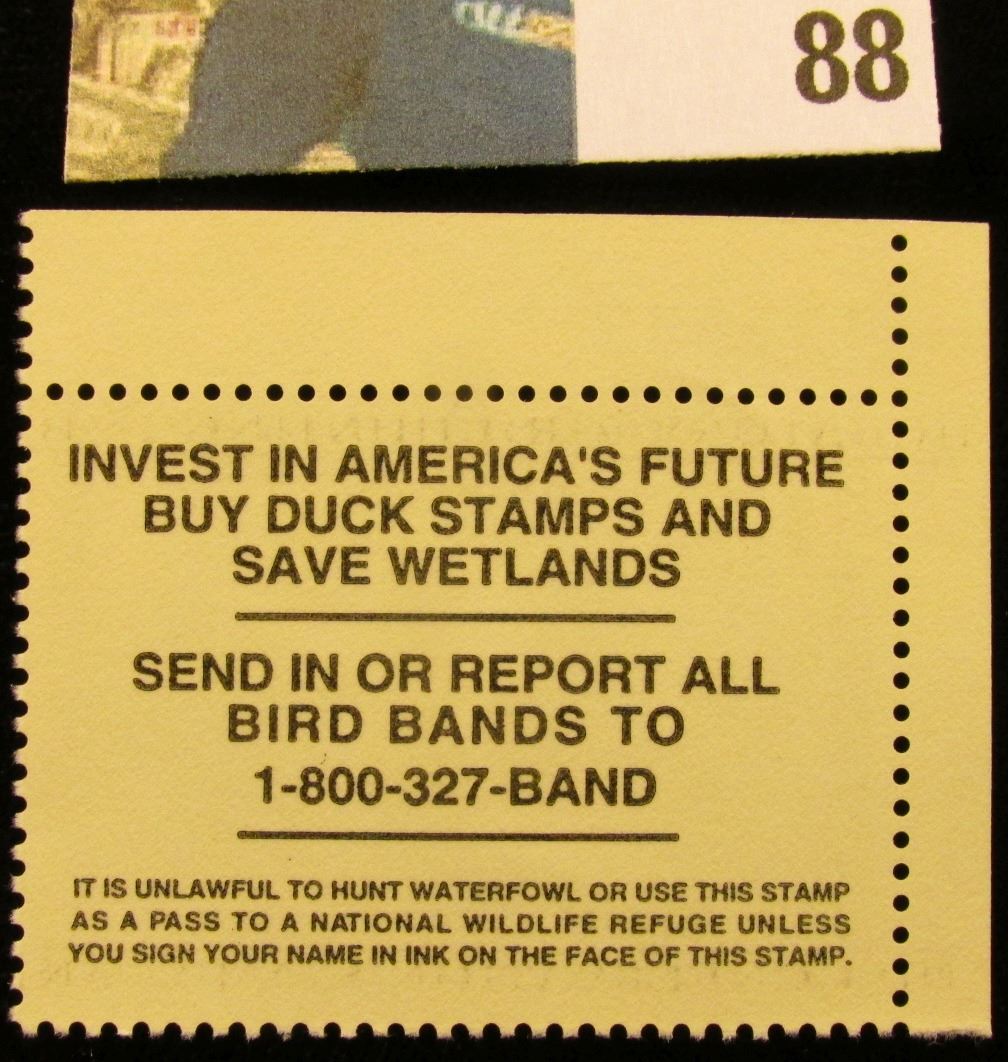 88
INVEST IN AMERICA'S FUTURE
BUY DUCK STAMPS AND
SAVE WETLANDS
SEND IN OR REPORT ALL
BIRD BANDS TO
1-800-327-BAND
IT IS UNLAWFUL TO HUNT WATERFOWL OR USE THIS STAMP
AS A PASS TO A NATIONAL WILDLIFE REFUGE UNLESS
YOU SIGN YOUR NAME IN INK ON THE FACE OF THIS STAMP.